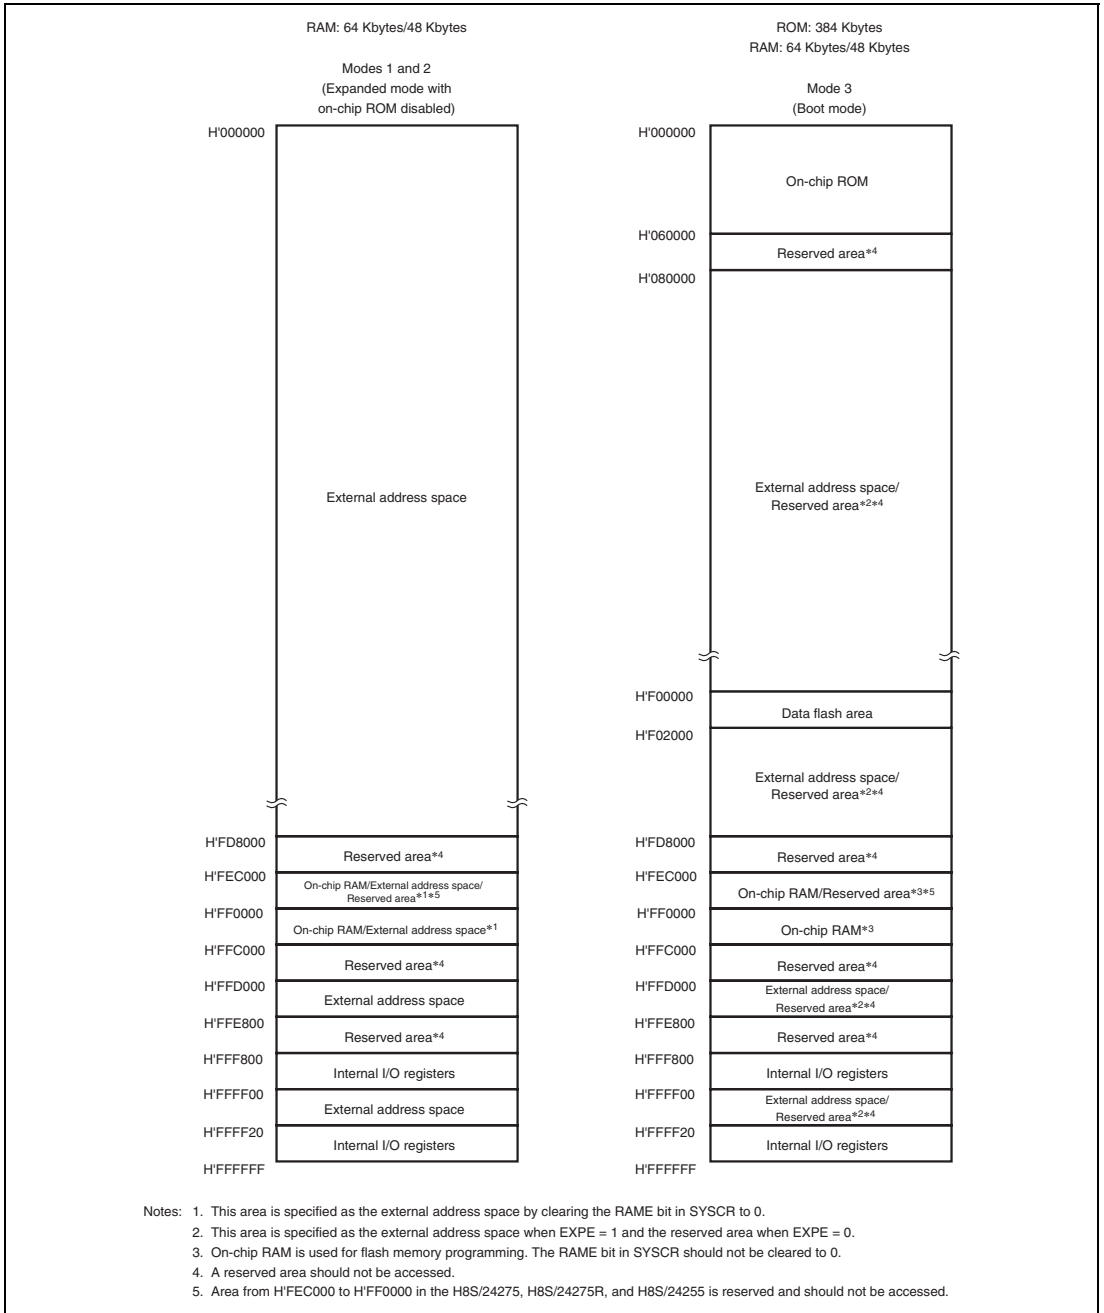 RAM: 64 Kbytes/48 Kbytes
Modes 1 and 2
(Expanded mode with
on-chip ROM disabled)
H'000000
External address space
H'FD8000
Reserved area*4
H'FEC000
On-chip RAM/External address space/
Reserved area*1*5
H'FF0000
On-chip RAM/External address space*1
H'FFC000
Reserved area*4
H'FFD000
External address space
H'FFE800
Reserved area*4
H'FFF800
Internal I/O registers
H'FFFF00
External address space
H'FFFF20
Internal I/O registers
H'FFFFFF
ROM: 384 Kbytes
RAM: 64 Kbytes/48 Kbytes
Mode 3
(Boot mode)
H'000000
On-chip ROM
H'060000
Reserved area*4
H'080000
External address space/
Reserved area*2*4
H'F00000
Data flash area
H'F02000
External address space/
Reserved area*2*4
H'FD8000
Reserved area*4
H'FEC000
On-chip RAM/Reserved area*3*5
H'FF0000
On-chip RAM*3
H'FFC000
Reserved area*4
H'FFD000
External address space/
Reserved area*2*4
H'FFE800
Reserved area*4
H'FFF800
Internal I/O registers
H'FFFF00
External address space/
Reserved area*2*4
H'FFFF20
Internal I/O registers
H'FFFFFF
Notes: 1. This area is specified as the external address space by clearing the RAME bit in SYSCR to 0.
2. This area is specified as the external address space when EXPE = 1 and the reserved area when EXPE = 0.
3. On-chip RAM is used for flash memory programming. The RAME bit in SYSCR should not be cleared to 0.
4. A reserved area should not be accessed.
5. Area from H'FEC000 to H'FF0000 in the H8S/24275, H8S/24275R, and H8S/24255 is reserved and should not be accessed.